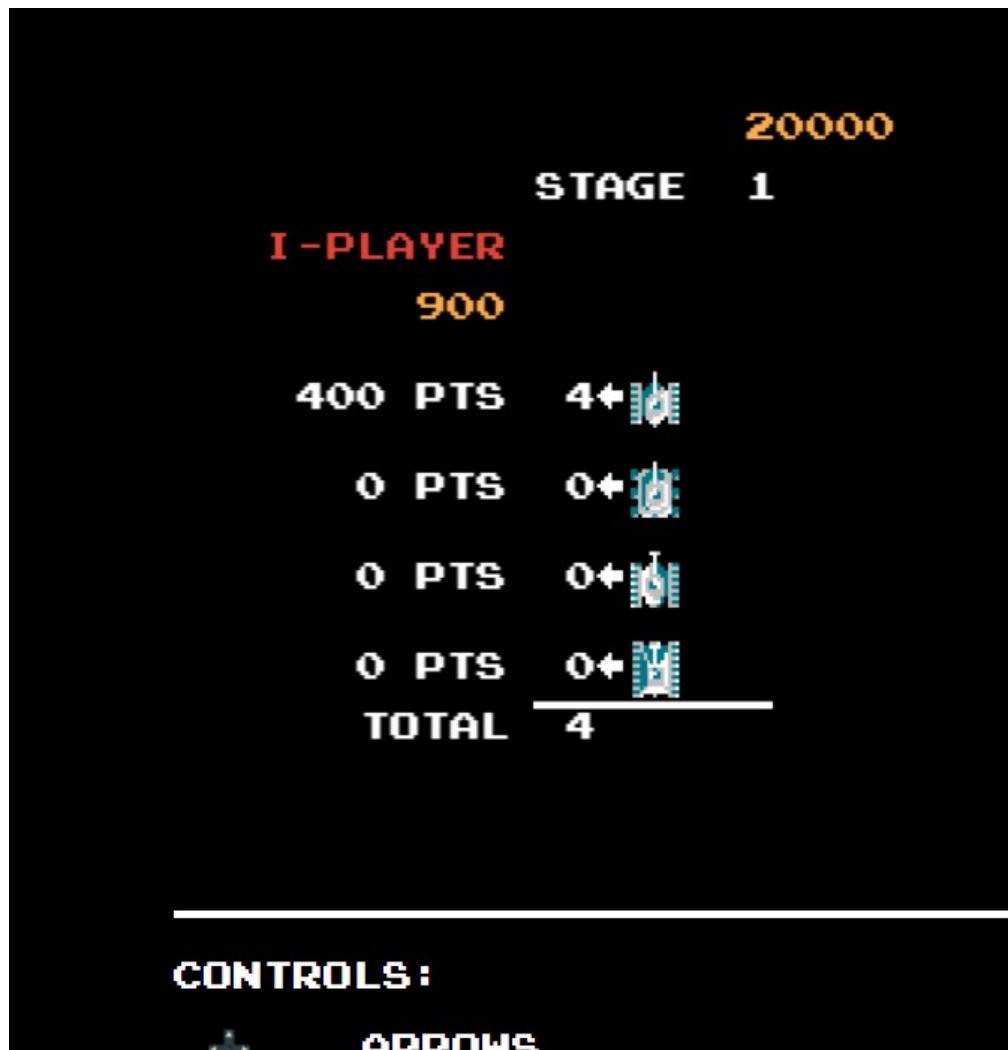 20000
STAGE 1
I-PLAYER
900
400 PTS 4
0 PTS 0
0 PTS 0
0 PTS 0
TOTAL 4
CONTROLS:
ARROWS